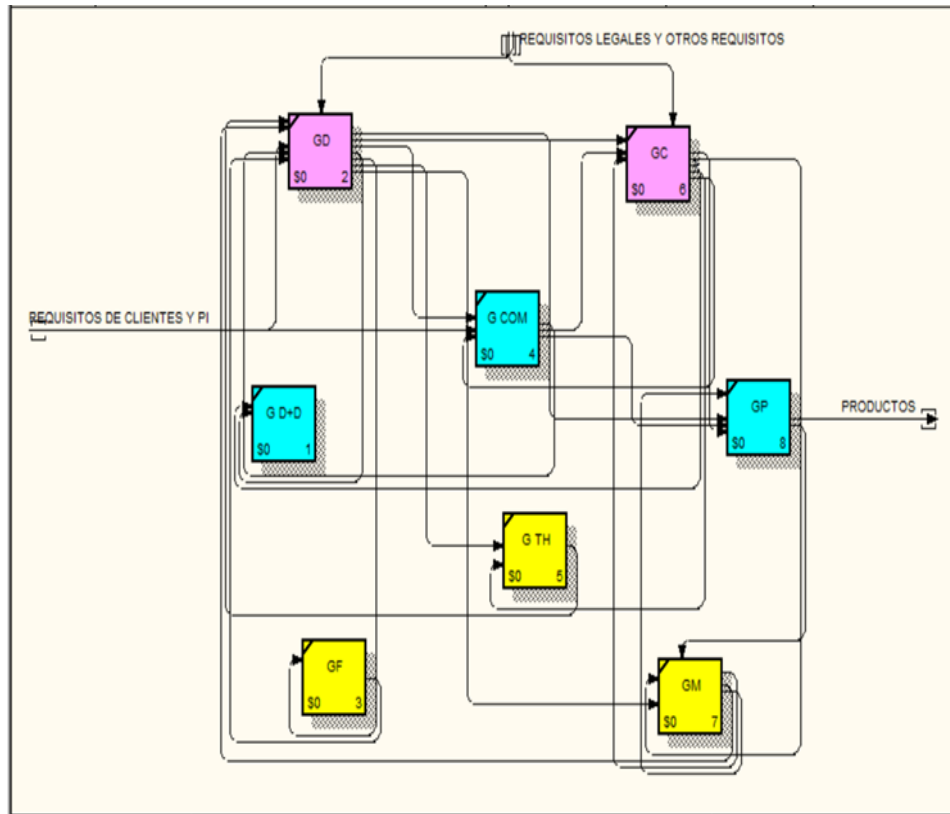 REQUISITOS LEGALES Y OTROS REQUISITOS
GD
$0 2
GC
$0 6
REQUISITOS DE CLIENTES Y PI
G COM
$0 4
G D+D
$0 1
GP
$0 8
PRODUCTOS
G TH
$0 5
GF
$0 3
GM
$0 7